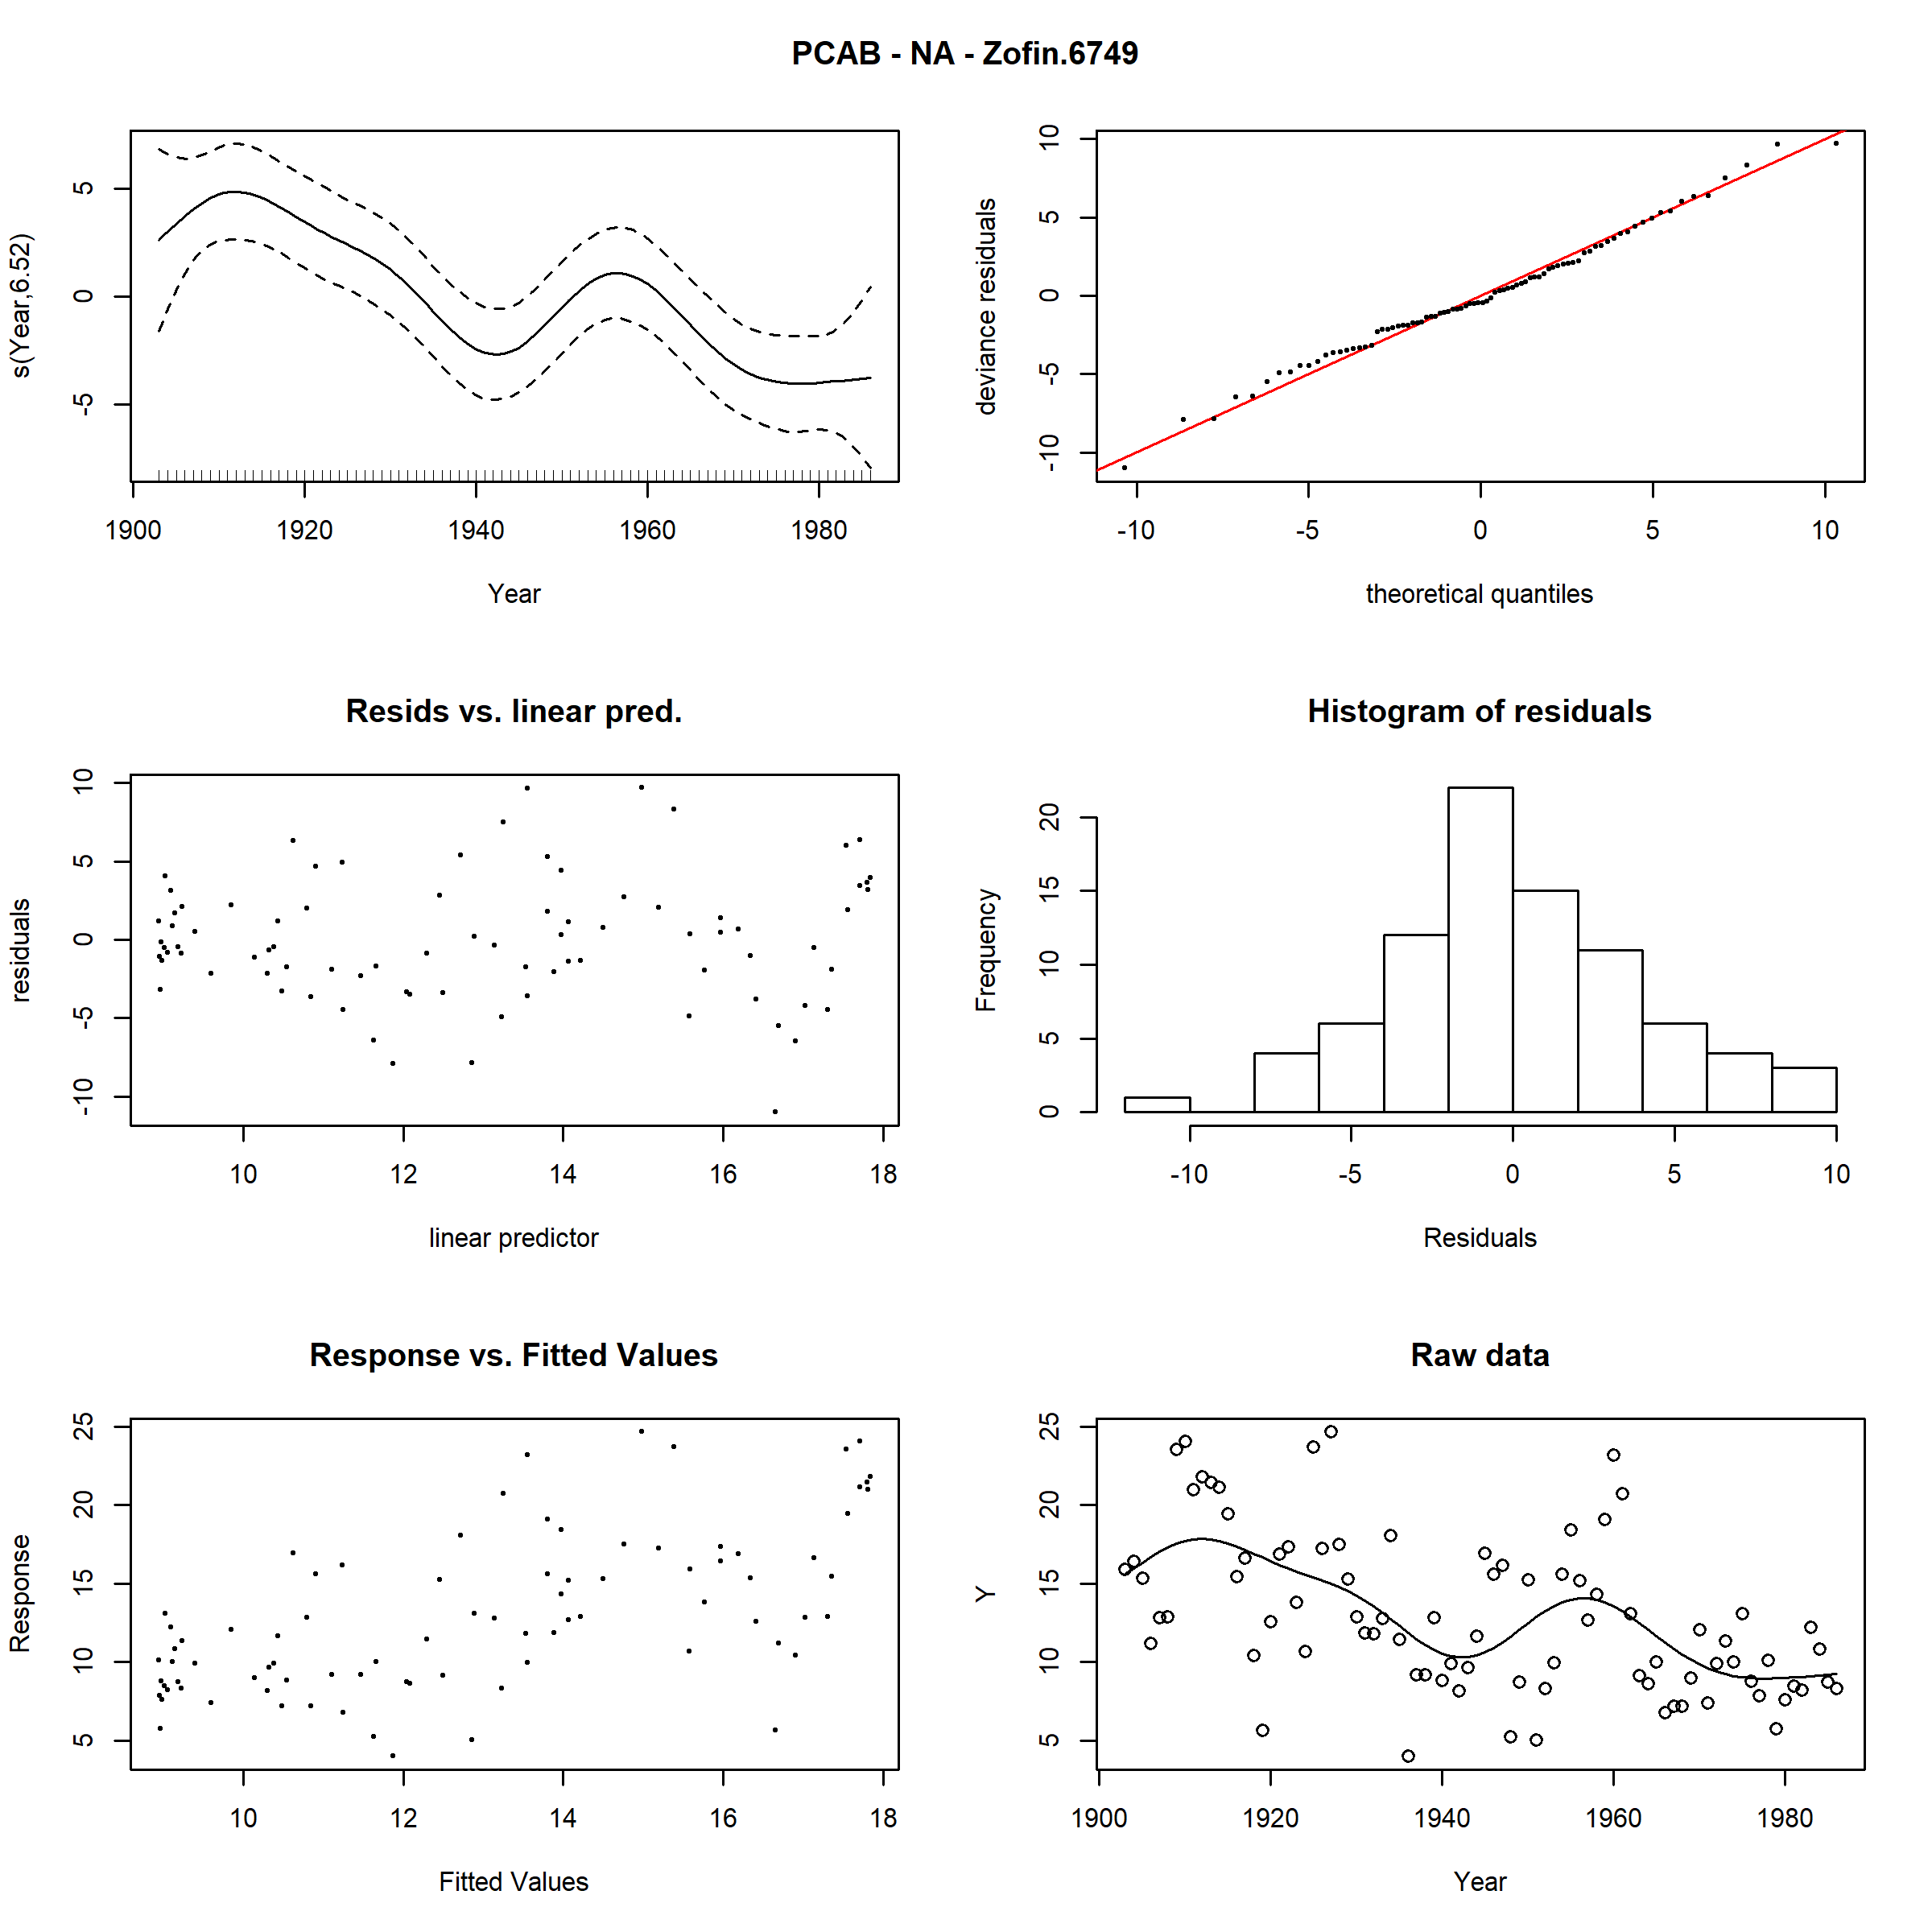 PCAB - NA - Zofin.6749
s(Year,6.52)
5
0
-5
1900 1920 1940 1960 1980
Year
deviance residuals
10
5
0
-5
-10
-10 -5 0 5 10
theoretical quantiles
Resids vs. linear pred.
residuals
10
5
0
-5
-10
10 12 14 16 18
linear predictor
Histogram of residuals
Frequency
20
15
10
5
0
-10 -5 0 5 10
Residuals
Response vs. Fitted Values
Response
25
20
15
10
5
10 12 14 16 18
Fitted Values
Raw data
Y
25
20
15
10
5
1900 1920 1940 1960 1980
Year